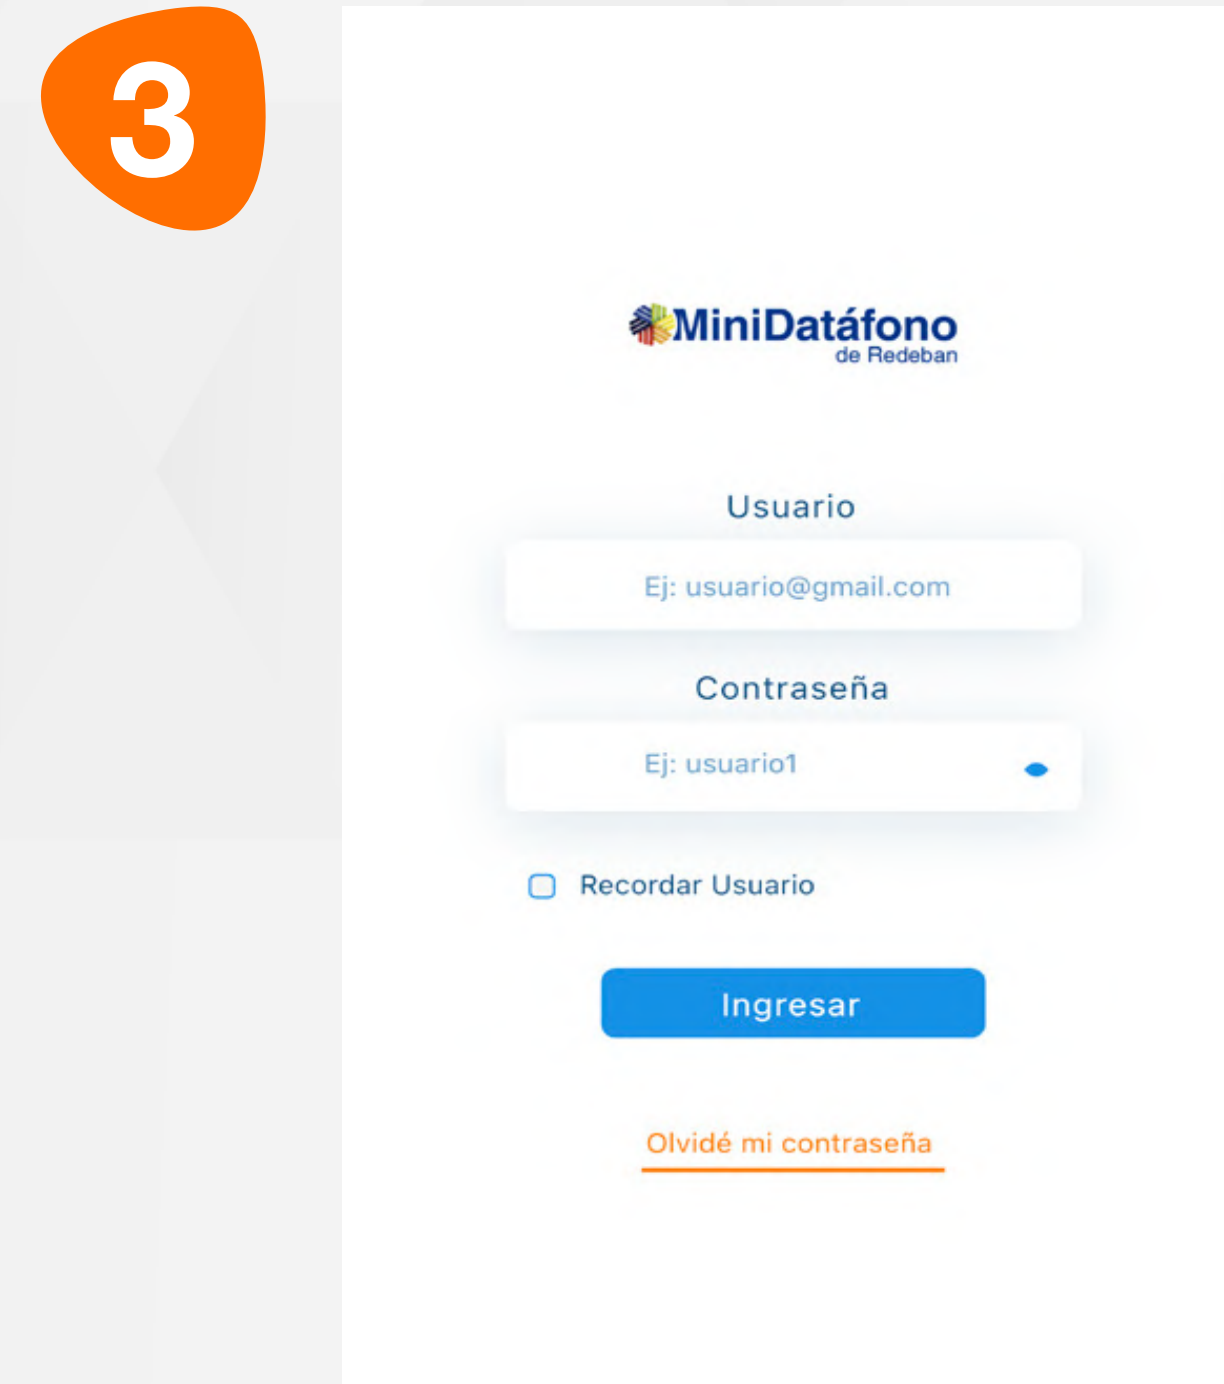 3
MiniDatáfono
de Redeban
Usuario
Ej: usuario@gmail.com
Contraseña
Ej: usuario1
Recordar Usuario
Ingresar
Olvidé mi contraseña